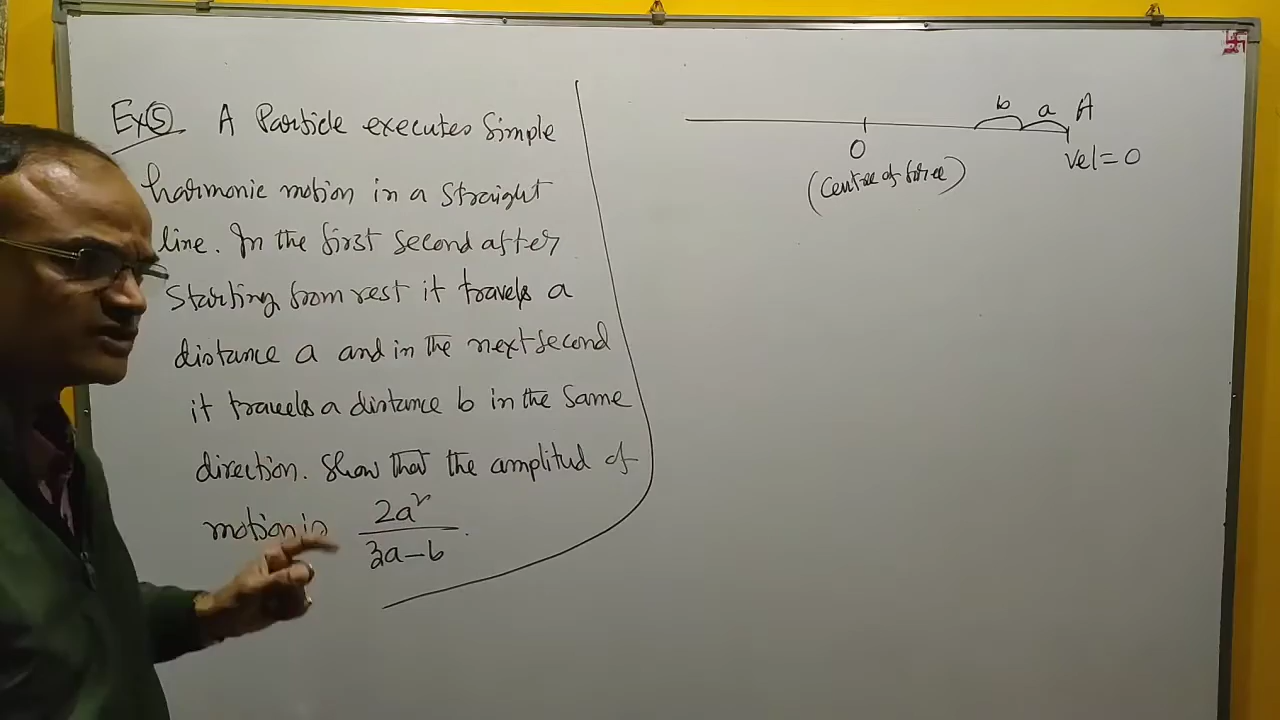 Ex⑤ A Particle executes Simple
harmonic motion in a straight
line. In the first second after
Starting from rest it travels a
distance a and in the next second
it travels a distance b in the same
direction. Show that the amplitud of
motion is 2a²/3a-b.
b a A
O vel=0
(Centre of force)